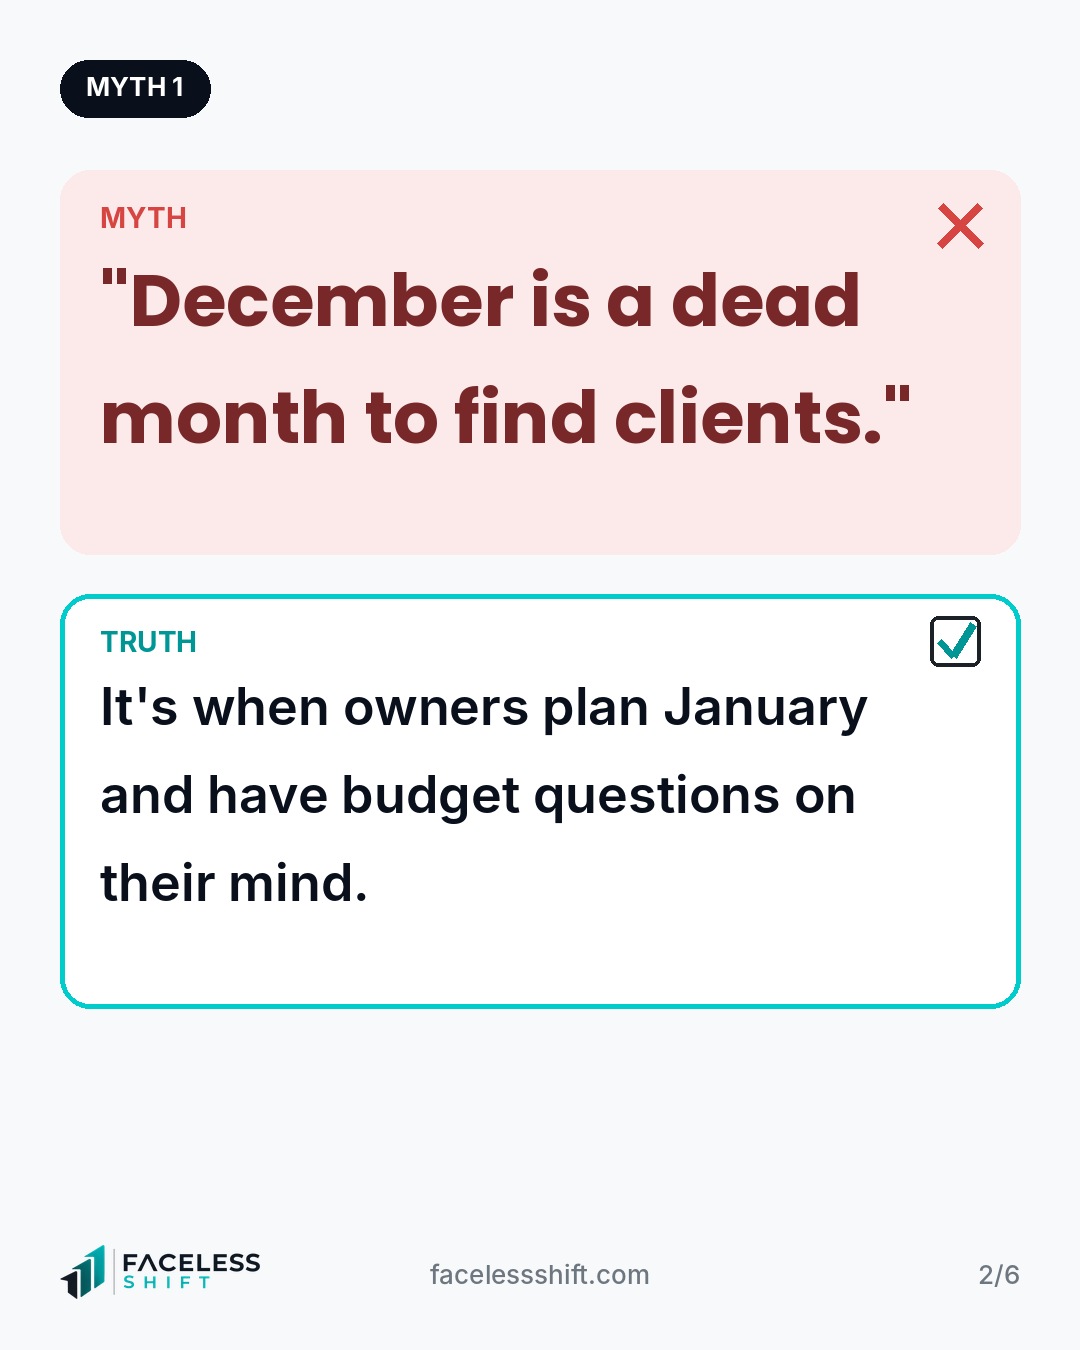 MYTH 1
MYTH
"December is a dead
month to find clients."
TRUTH
It's when owners plan January
and have budget questions on
their mind.
FACELESS
SHIFT
facelessshift.com
2/6